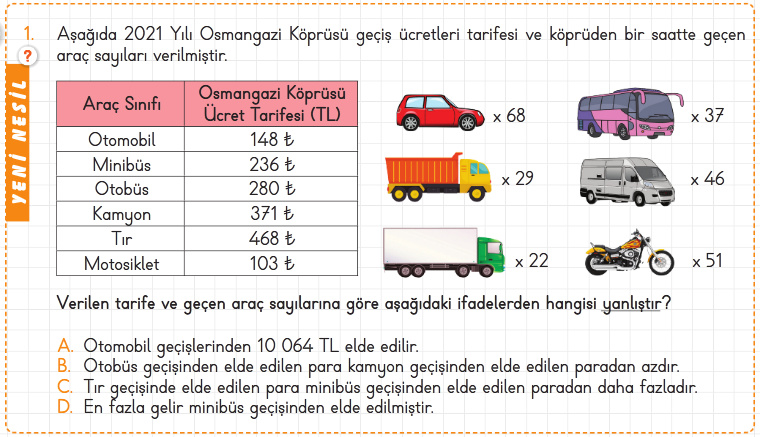 1. Aşağıda 2021 Yılı Osmangazi Köprüsü geçiş ücretleri tarifesi ve köprüden bir saatte geçen
araç sayıları verilmiştir.
?
YENİ NESİL
Araç Sınıfı
Osmangazi Köprüsü
Ücret Tarifesi (TL)
Otomobil 148 ₺
Minibüs 236 ₺
Otobüs 280 ₺
Kamyon 371 ₺
Tır 468 ₺
Motosiklet 103 ₺
x 68
x 37
x 29
x 46
x 22
x 51
Verilen tarife ve geçen araç sayılarına göre aşağıdaki ifadelerden hangisi yanlıştır?
A. Otomobil geçişlerinden 10 064 TL elde edilir.
B. Otobüs geçişinden elde edilen para kamyon geçişinden elde edilen paradan azdır.
C. Tır geçişinde elde edilen para minibüs geçişinden elde edilen paradan daha fazladır.
D. En fazla gelir minibüs geçişinden elde edilmiştir.